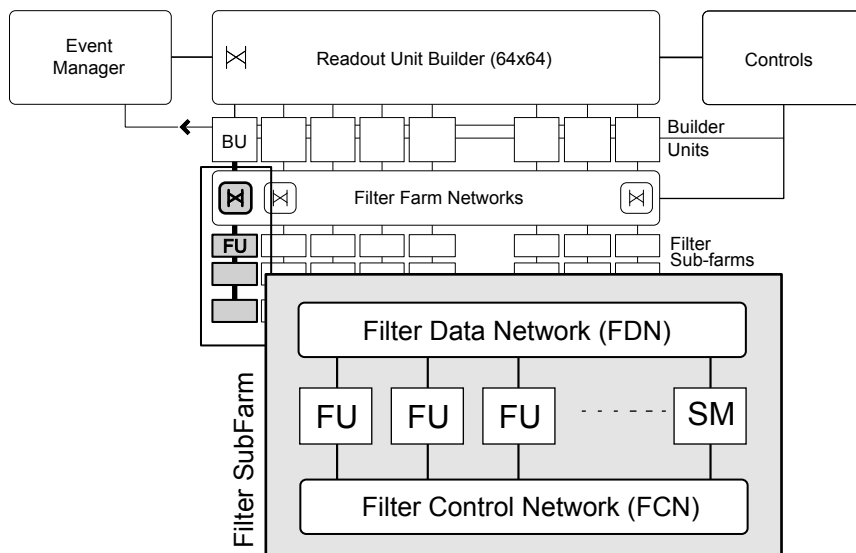 Event
Manager
Readout Unit Builder (64x64)
Controls
BU
Builder
Units
Filter Farm Networks
FU
Filter
Sub-farms
Filter Data Network (FDN)
FU
FU
FU
SM
Filter Control Network (FCN)
Filter SubFarm